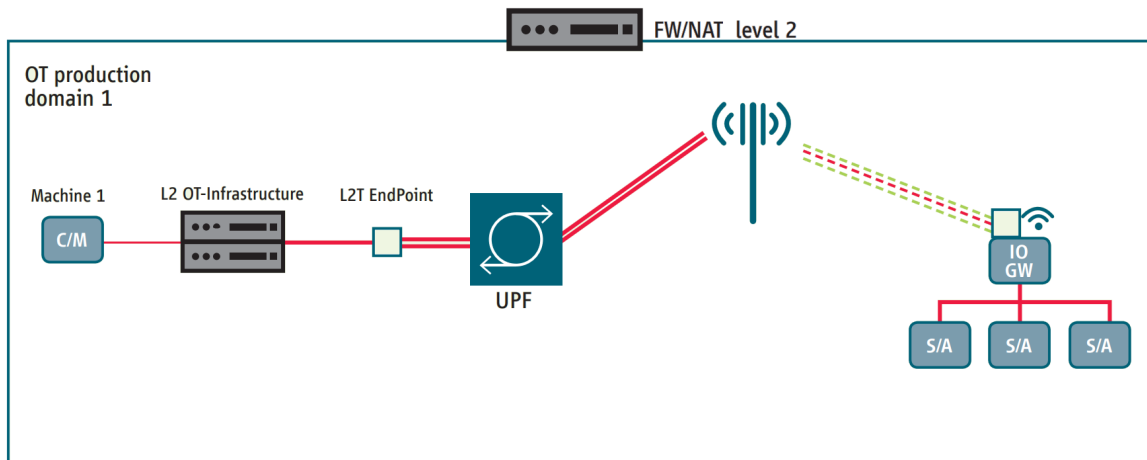 FW/NAT level 2
OT production
domain 1
Machine 1
L2 OT-Infrastructure
L2T EndPoint
C/M
UPF
IO
GW
S/A
S/A
S/A